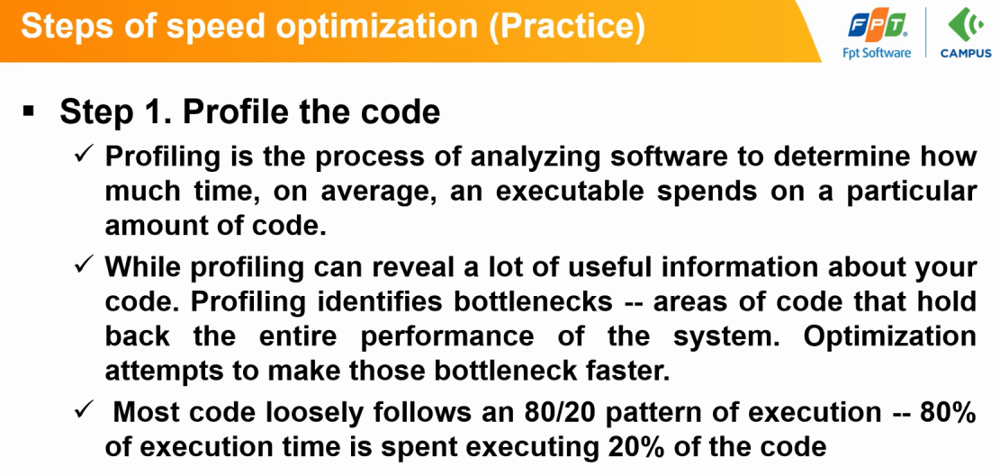 Steps of speed optimization (Practice)
FPT
Fpt Software
CAMPUS
▪ Step 1. Profile the code
✓ Profiling is the process of analyzing software to determine how
much time, on average, an executable spends on a particular
amount of code.
✓ While profiling can reveal a lot of useful information about your
code. Profiling identifies bottlenecks -- areas of code that hold
back the entire performance of the system. Optimization
attempts to make those bottleneck faster.
✓ Most code loosely follows an 80/20 pattern of execution -- 80%
of execution time is spent executing 20% of the code